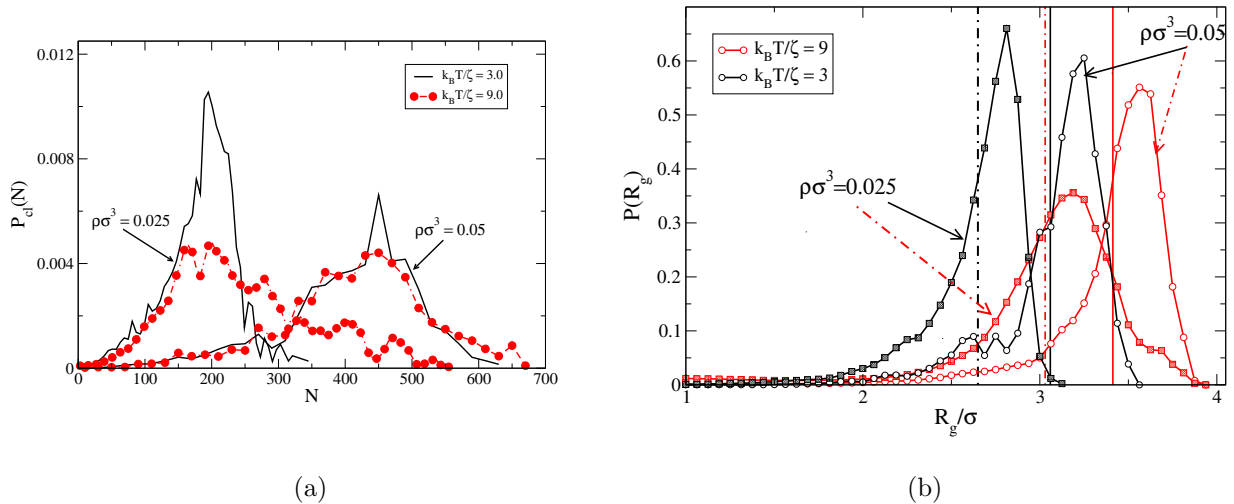 0.012
0.008
0.004
0
P_cl(N)
k_BT/ζ = 3.0
k_BT/ζ = 9.0
ρσ³ = 0.025
ρσ³ = 0.05
0 100 200 300 400 500 600 700
N
(a)
0.6
0.5
0.4
0.3
0.2
0.1
0
P(R_g)
k_BT/ζ = 9
k_BT/ζ = 3
ρσ³=0.05
ρσ³=0.025
1 2 3 4
R_g/σ
(b)